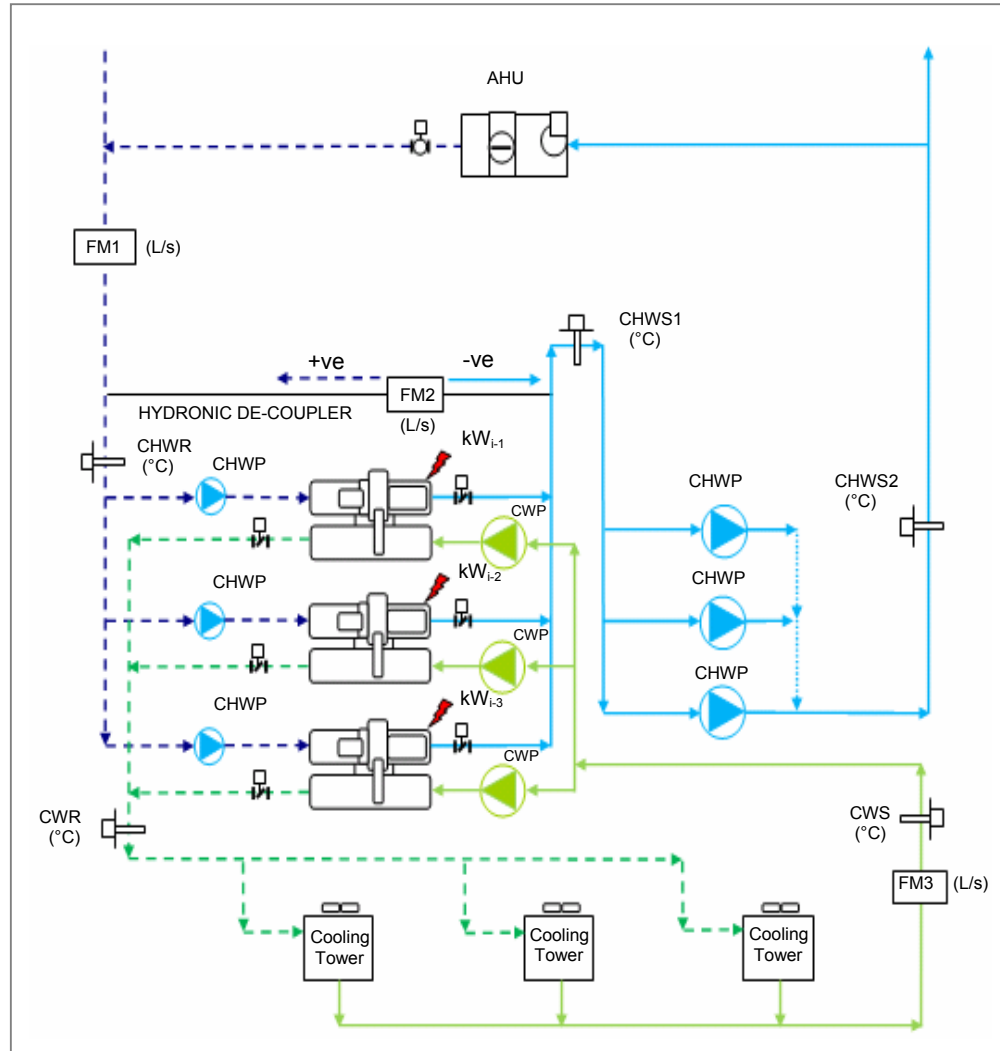 AHU
FM1 (L/s)
CHWS1
(°C)
+ve -ve
FM2
HYDRONIC DE-COUPLER
(L/s)
CHWR
(°C)
CHWP
kWi-1
CHWP
CHWS2
(°C)
CWP
kWi-2
CHWP
CHWP
CWP
kWi-3
CHWP
CHWP
CWP
CWR
(°C)
CWS
(°C)
FM3 (L/s)
Cooling
Tower
Cooling
Tower
Cooling
Tower